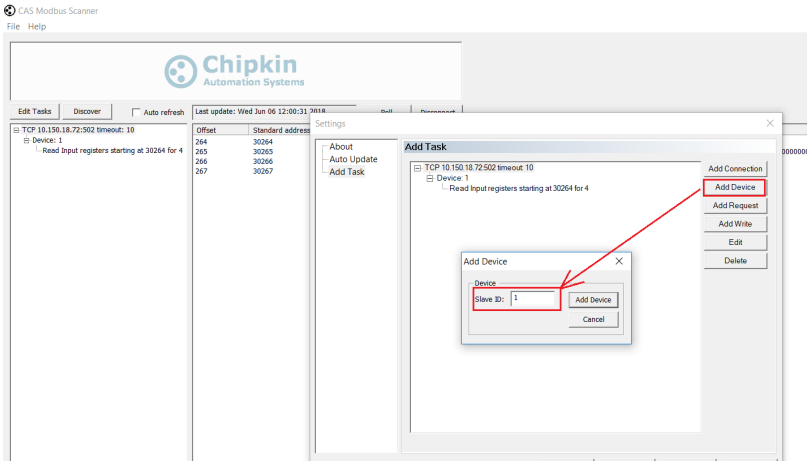 CAS Modbus Scanner
File Help
Chipkin
Automation Systems
Edit Tasks Discover Auto refresh Last update: Wed Jun 06 12:00:31 2018 Poll Disconnect
TCP 10.150.18.72:502 timeout: 10
Device: 1
Read Input registers starting at 30264 for 4
Offset Standard address
264 30264
265 30265
266 30266
267 30267
Settings
About
Auto Update
Add Task
Add Task
TCP 10.150.18.72:502 timeout: 10
Device: 1
Read Input registers starting at 30264 for 4
Add Connection
Add Device
Add Request
Add Write
Edit
Delete
Add Device
Device
Slave ID: 1
Add Device
Cancel